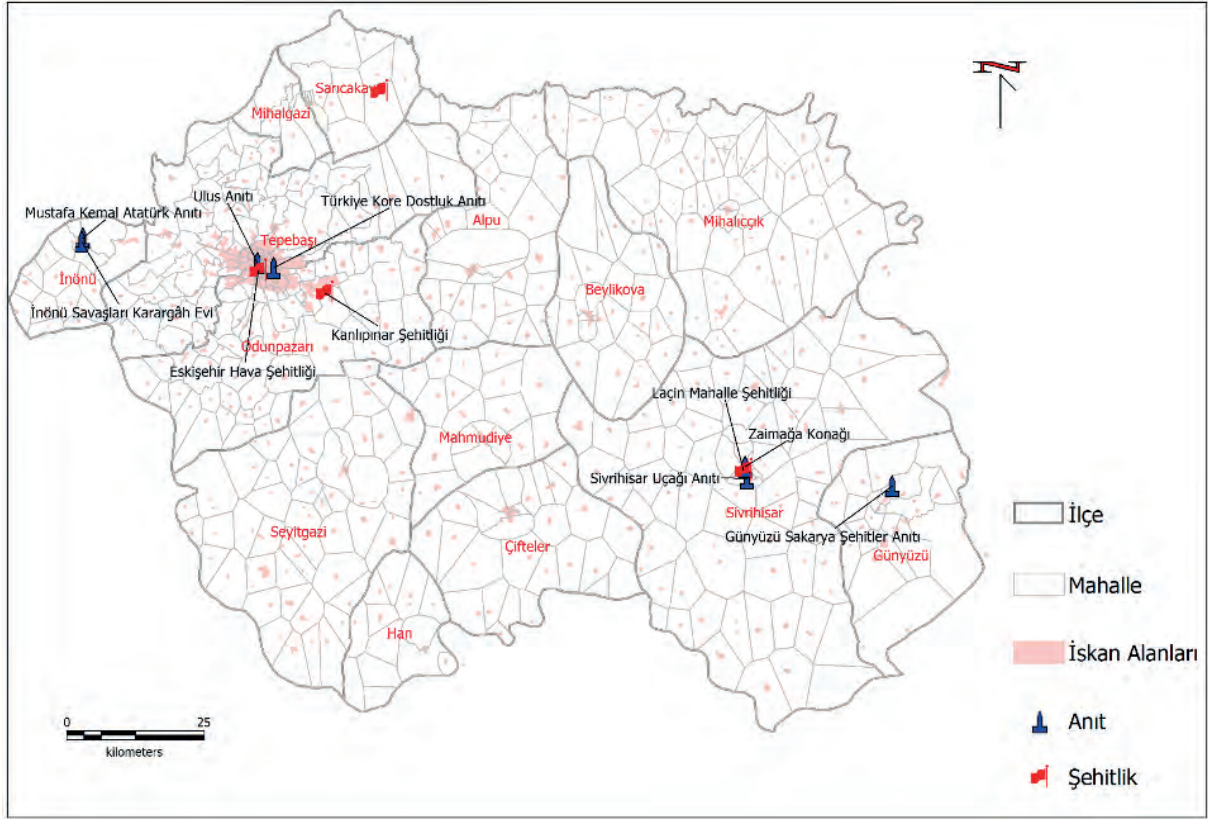 Sarıcakaya
Mihalgazi
Ulus Anıtı
Türkiye Kore Dostluk Anıtı
Mustafa Kemal Atatürk Anıtı
Tepebaşı
Alpu
Mihalıççık
İnönü
Beylikova
İnönü Savaşları Karargâh Evi
Kanlıpınar Şehitliği
Odunpazarı
Eskişehir Hava Şehitliği
Laçin Mahalle Şehitliği
Zaimağa Konağı
Mahmudiye
Sivrihisar Uçağı Anıtı
Sivrihisar
Seyitgazi
Çifteler
Günyüzü Sakarya Şehitler Anıtı
Günyüzü
Han
0 25
kilometers
İlçe
Mahalle
İskan Alanları
Anıt
Şehitlik